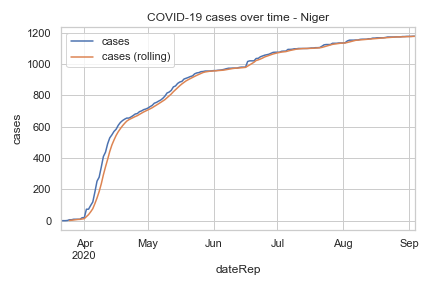 COVID-19 cases over time - Niger
cases
cases (rolling)
1200
1000
800
600
400
200
0
cases
Apr
2020
May
Jun
Jul
Aug
Sep
dateRep